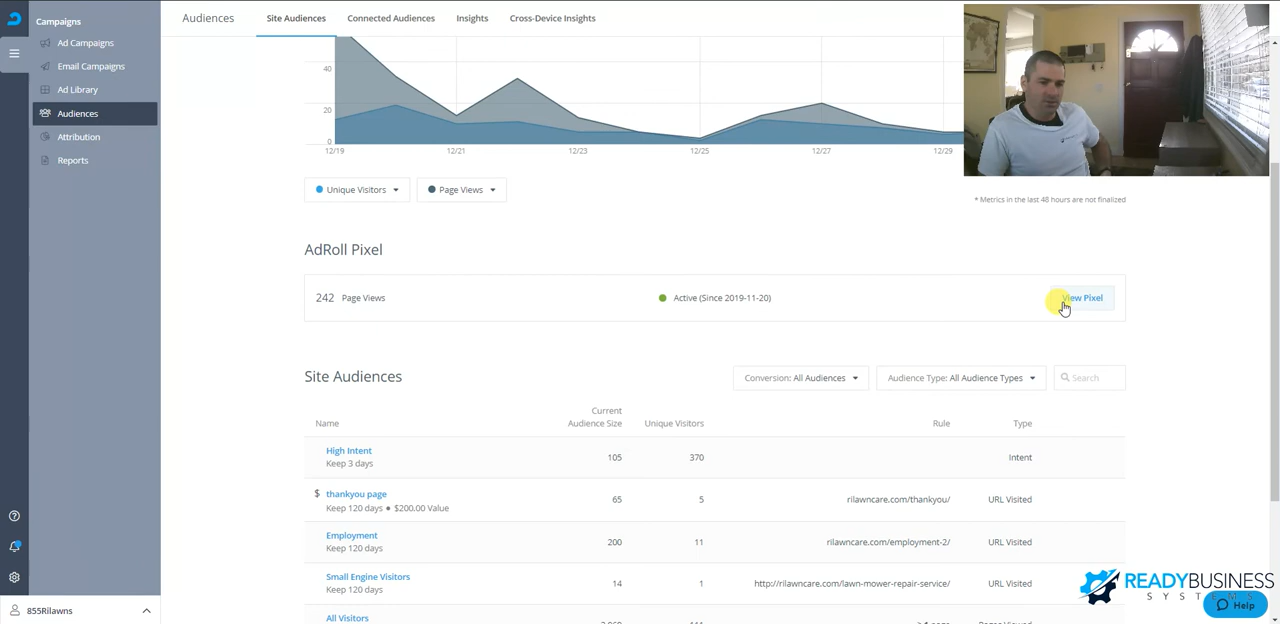 Campaigns
Ad Campaigns
Email Campaigns
Ad Library
Audiences
Attribution
Reports
855Rilawns
Audiences
Site Audiences
Connected Audiences
Insights
Cross-Device Insights
40
20
0
12/19
12/21
12/23
12/25
12/27
12/29
Unique Visitors
Page Views
* Metrics in the last 48 hours are not finalized
AdRoll Pixel
242 Page Views
Active (Since 2019-11-20)
View Pixel
Site Audiences
Conversion: All Audiences
Audience Type: All Audience Types
Search
Name
Current Audience Size
Unique Visitors
Rule
Type
High Intent
Keep 3 days
105
370
Intent
$ thankyou page
Keep 120 days • $200.00 Value
65
5
rilawncare.com/thankyou/
URL Visited
Employment
Keep 120 days
200
11
rilawncare.com/employment-2/
URL Visited
Small Engine Visitors
Keep 120 days
14
1
http://rilawncare.com/lawn-mower-repair-service/
URL Visited
All Visitors
READYBUSINESS
SYSTEMS
Help